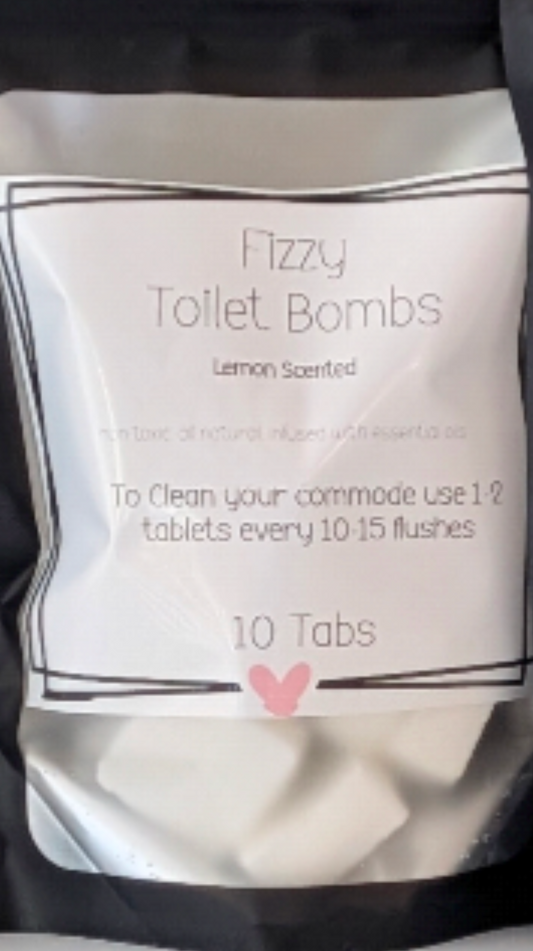 Fizzy
Toilet Bombs
Lemon Scented
non toxic all natural infused with essential oils
To Clean your commode use 1-2
tablets every 10-15 flushes
10 Tabs